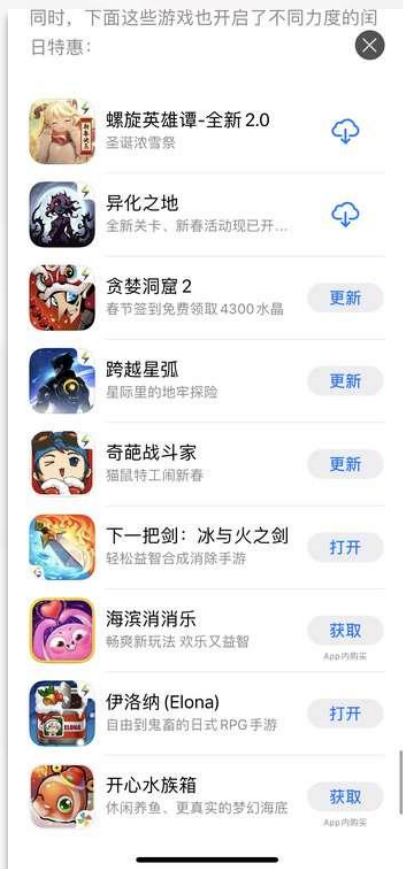 同时，下面这些游戏也开启了不同力度的闰
日特惠：
螺旋英雄谭-全新2.0
圣诞浓雪祭
异化之地
全新关卡、新春活动现已开...
贪婪洞窟2
春节签到免费领取4300水晶
更新
跨越星弧
星际里的地牢探险
更新
奇葩战斗家
猫鼠特工闹新春
更新
下一把剑：冰与火之剑
轻松益智合成消除手游
打开
海滨消消乐
畅爽新玩法 欢乐又益智
获取
App内购买
伊洛纳(Elona)
自由到鬼畜的日式RPG手游
打开
ELONA
开心水族箱
休闲养鱼、更真实的梦幻海底
获取
App内购买